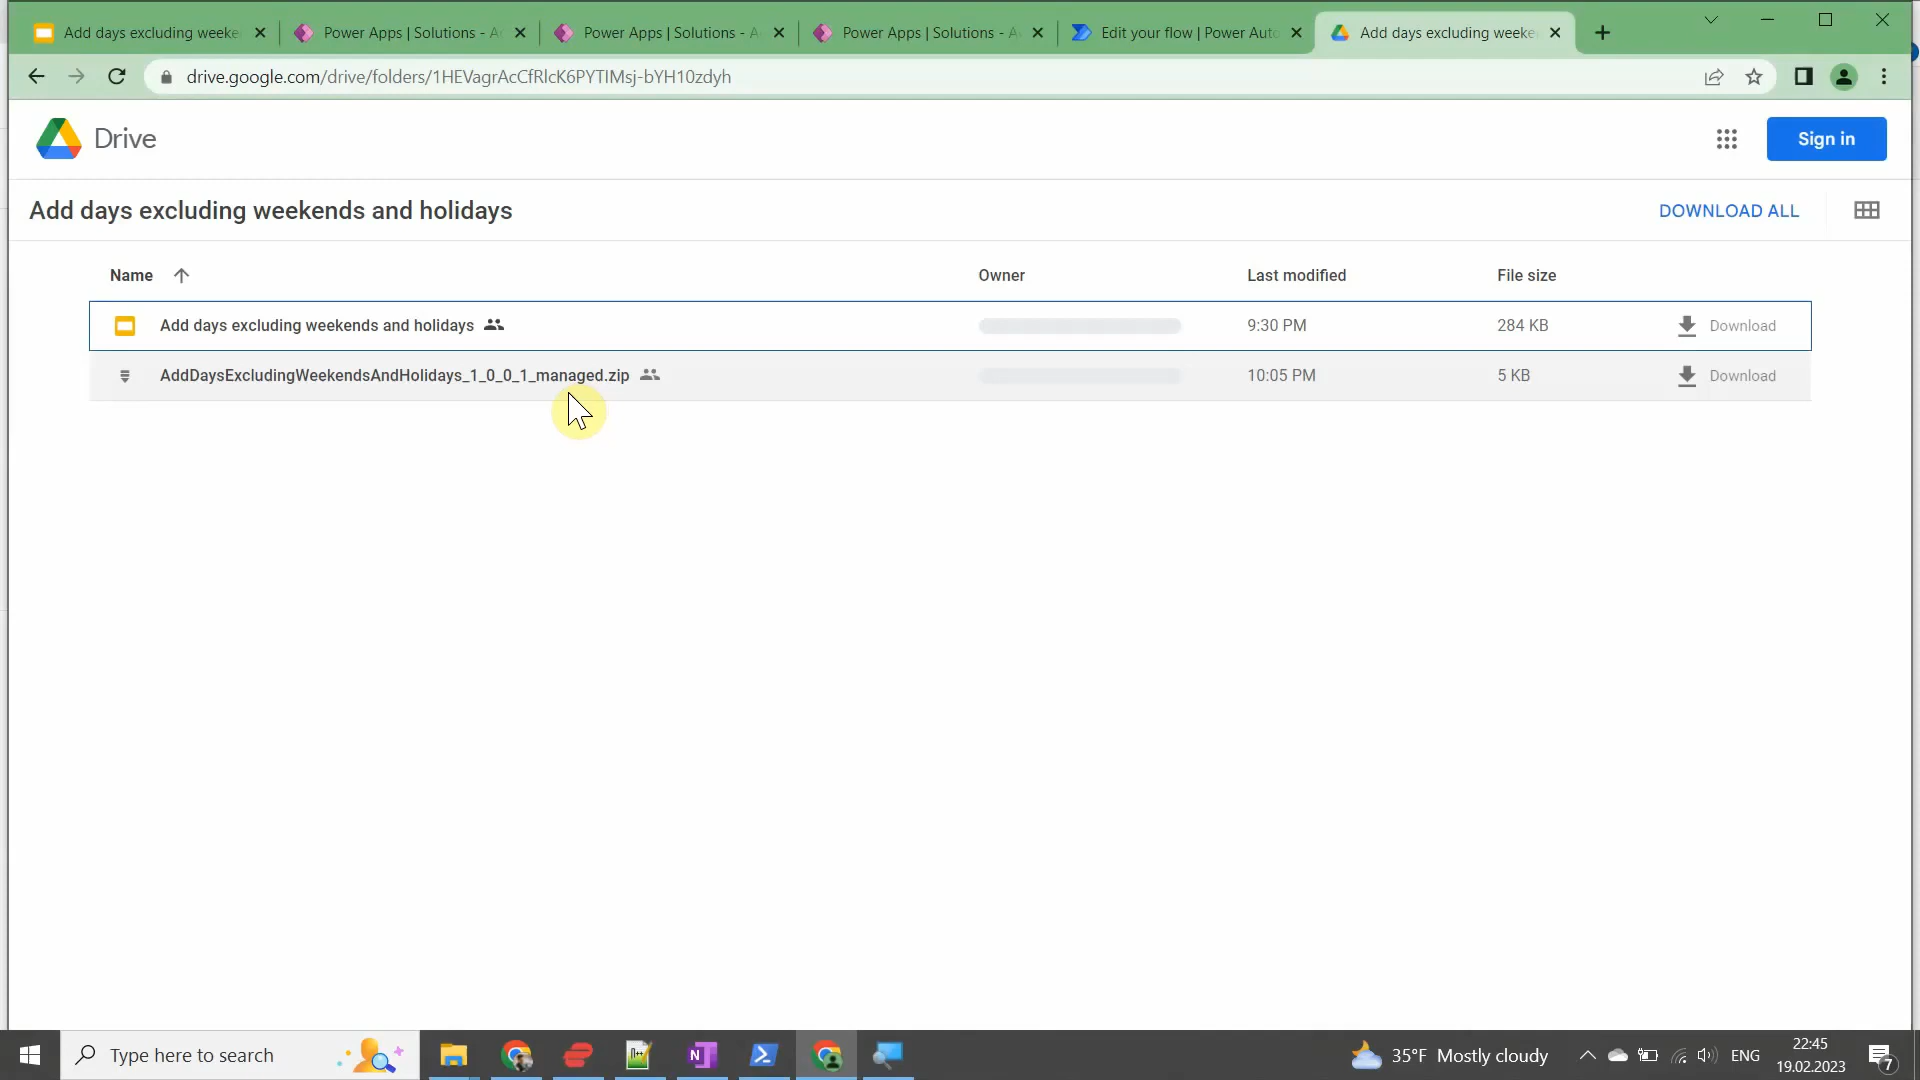 Add days excluding weeke
Power Apps | Solutions - A
Power Apps | Solutions - A
Power Apps | Solutions - A
Edit your flow | Power Auto
Add days excluding weeke
drive.google.com/drive/folders/1HEVagrAcCfRlcK6PYTIMsj-bYH10zdyh
Drive
Sign in
Add days excluding weekends and holidays
DOWNLOAD ALL
Name Owner Last modified File size
Add days excluding weekends and holidays 9:30 PM 284 KB Download
AddDaysExcludingWeekendsAndHolidays_1_0_0_1_managed.zip 10:05 PM 5 KB Download
Type here to search
35°F Mostly cloudy
ENG
22:45
19.02.2023
7